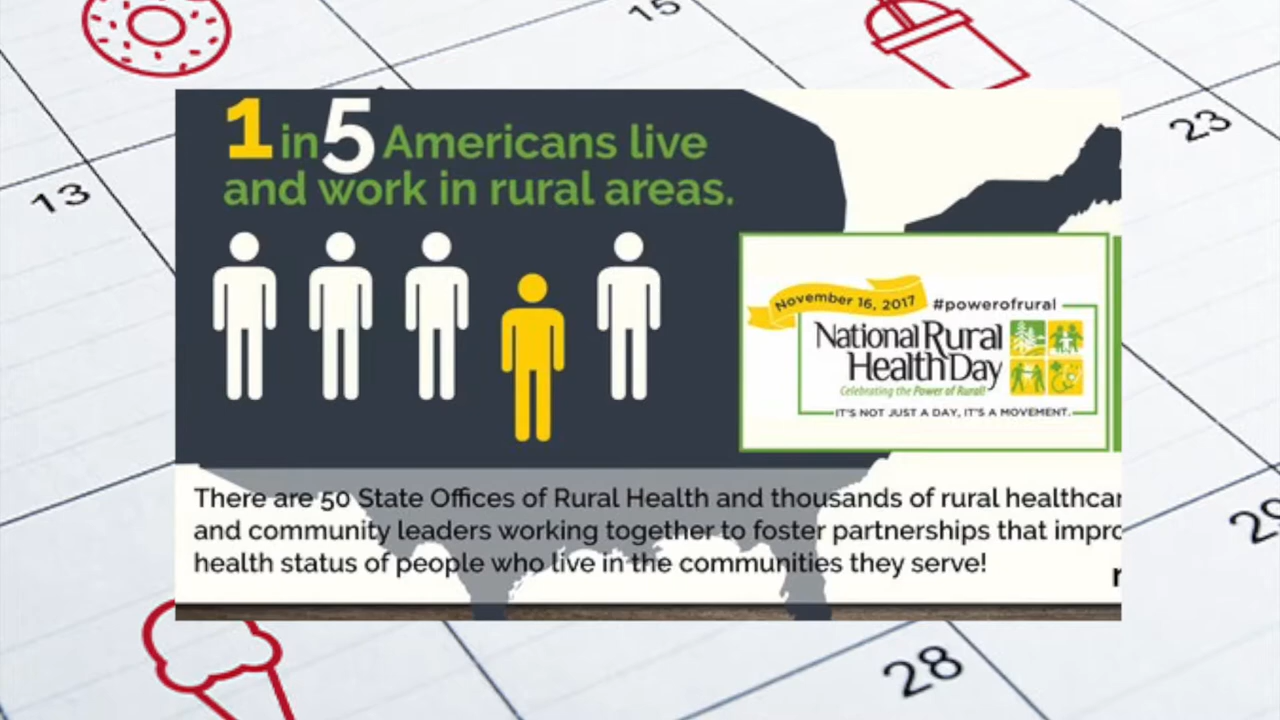 15
23
13
1 in 5 Americans live
and work in rural areas.
November 16, 2017
#powerofrural
National Rural
Health Day
Celebrating the Power of Rural!
IT'S NOT JUST A DAY, IT'S A MOVEMENT.
There are 50 State Offices of Rural Health and thousands of rural
and community leaders working together to foster partnerships that
health status of people who live in the communities they serve!
29
28